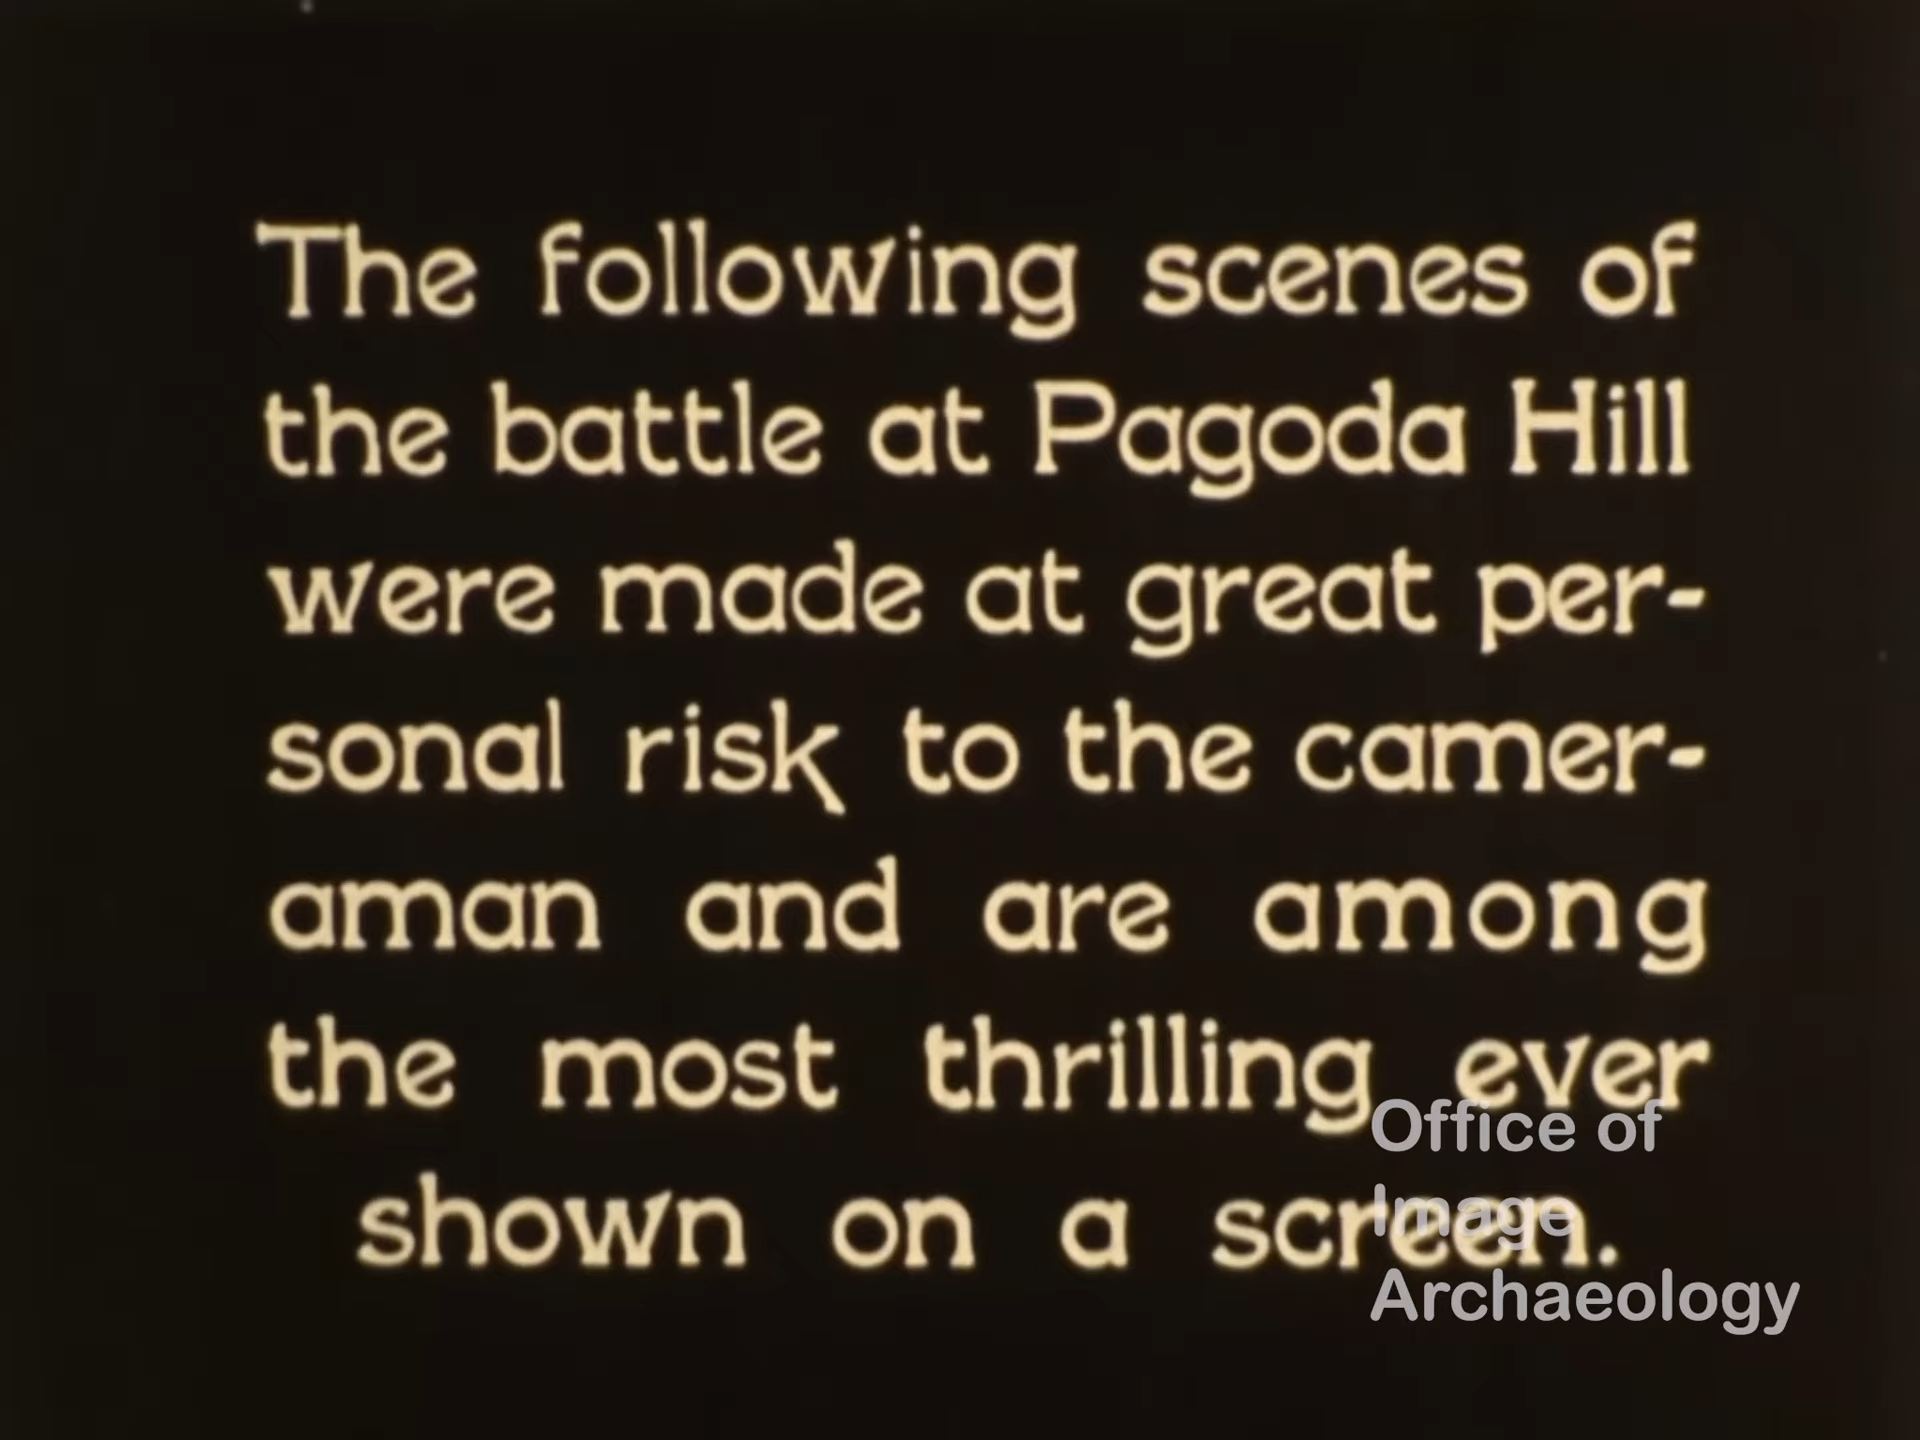 The following scenes of
the battle at Pagoda Hill
were made at great per-
sonal risk to the camer-
aman and are among
the most thrilling ever
shown on a screen.
Office of
Image
Archaeology